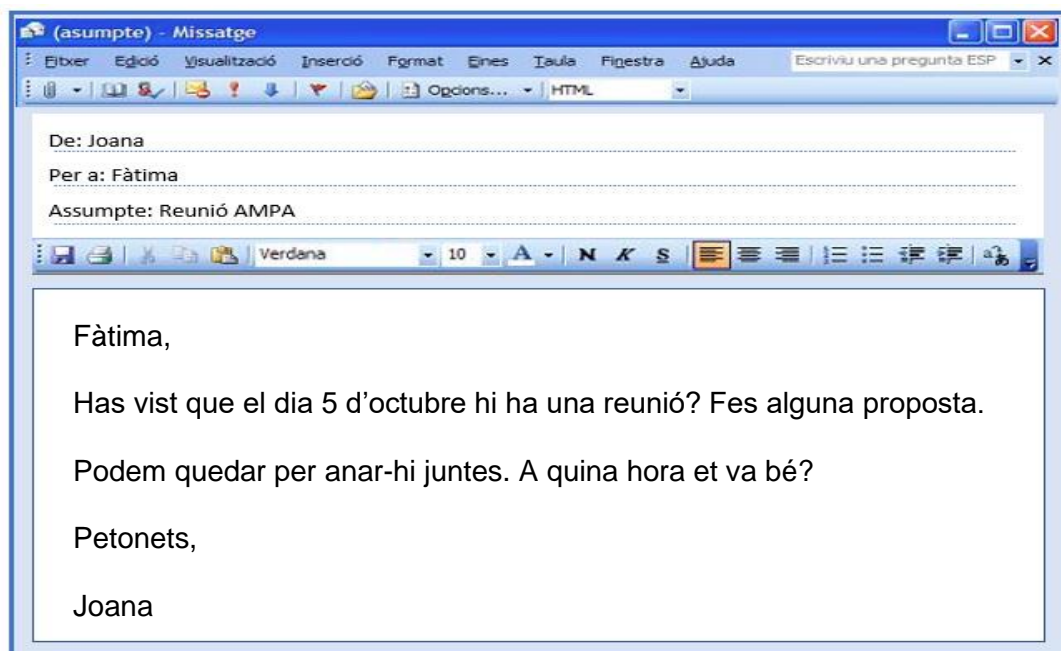 (asumpte) - Missatge
Fitxer Edició Visualització Inserció Format Eines Taula Finestra Ajuda Escriviu una pregunta ESP
Opcions... HTML
De: Joana
Per a: Fàtima
Assumpte: Reunió AMPA
Verdana 10 A N K S
Fàtima,
Has vist que el dia 5 d’octubre hi ha una reunió? Fes alguna proposta.
Podem quedar per anar-hi juntes. A quina hora et va bé?
Petonets,
Joana